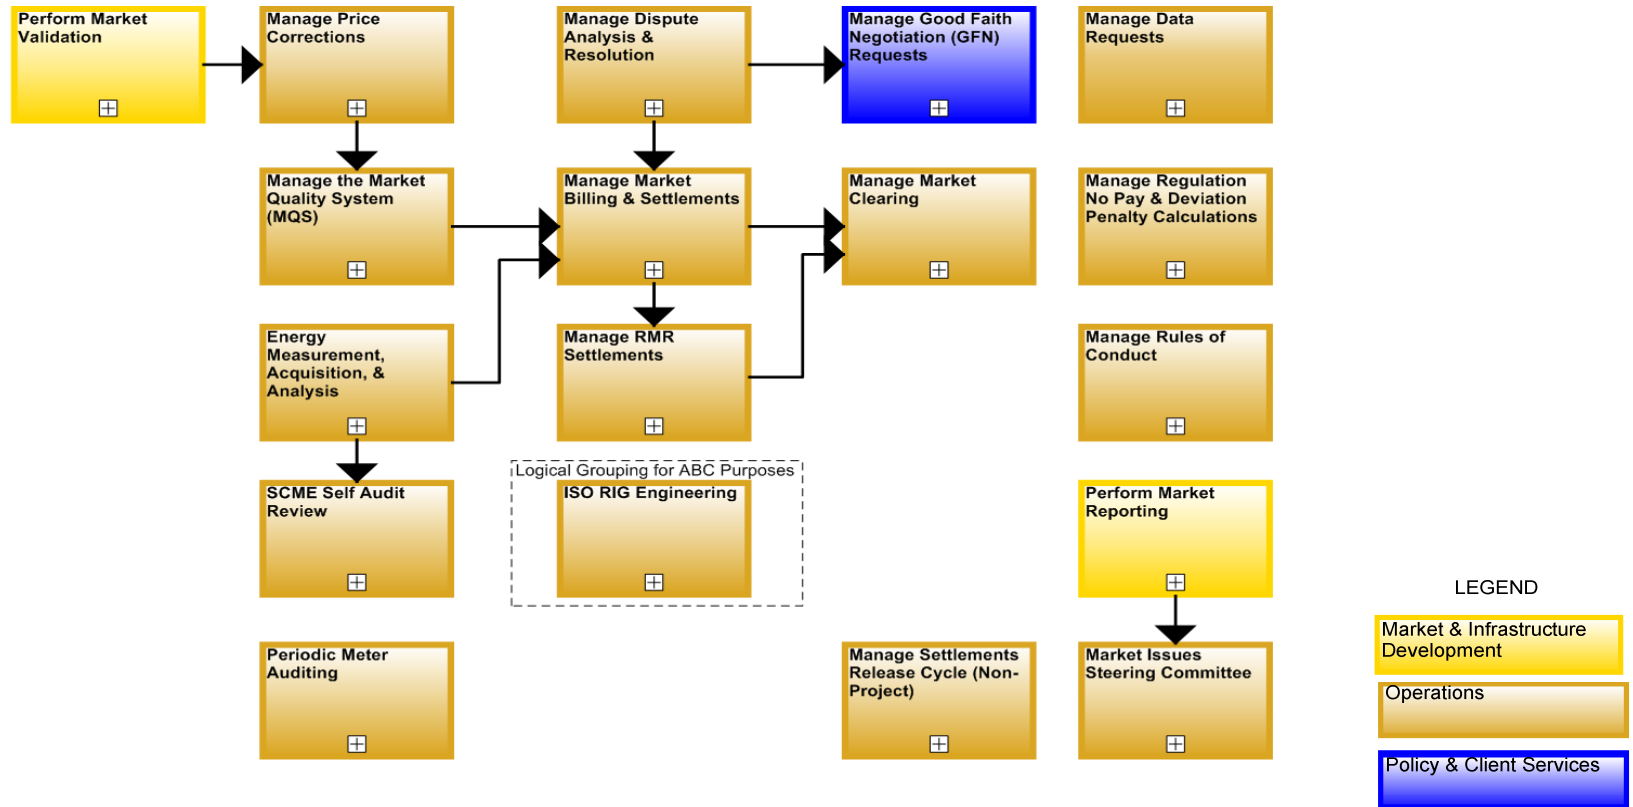 Perform Market
Validation
Manage Price
Corrections
Manage Dispute
Analysis &
Resolution
Manage Good Faith
Negotiation (GFN)
Requests
Manage Data
Requests
Manage the Market
Quality System
(MQS)
Manage Market
Billing & Settlements
Manage Market
Clearing
Manage Regulation
No Pay & Deviation
Penalty Calculations
Energy
Measurement,
Acquisition, &
Analysis
Manage RMR
Settlements
Manage Rules of
Conduct
SCME Self Audit
Review
Logical Grouping for ABC Purposes
ISO RIG Engineering
Perform Market
Reporting
Periodic Meter
Auditing
Manage Settlements
Release Cycle (Non-
Project)
Market Issues
Steering Committee
LEGEND
Market & Infrastructure
Development
Operations
Policy & Client Services